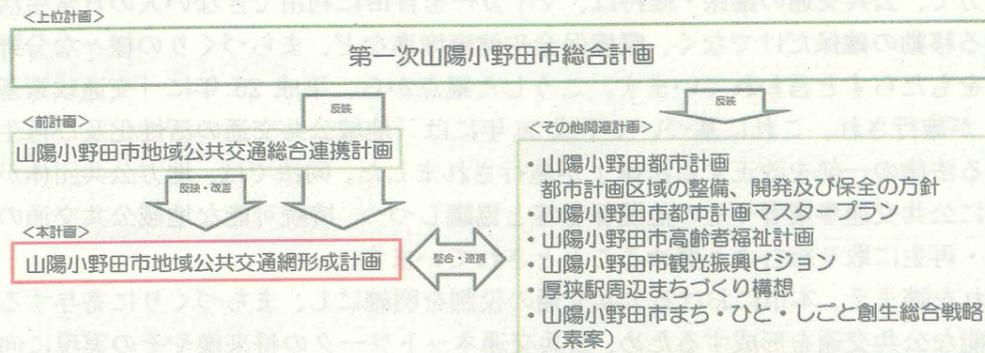 <上位計画>
第一次山陽小野田市総合計画
反映
反映
<前計画>
山陽小野田市地域公共交通総合連携計画
反映・改善
<本計画>
山陽小野田市地域公共交通網形成計画
整合・連携
<その他関連計画>
・山陽小野田都市計画
都市計画区域の整備、開発及び保全の方針
・山陽小野田市都市計画マスタープラン
・山陽小野田市高齢者福祉計画
・山陽小野田市観光振興ビジョン
・厚狭駅周辺まちづくり構想
・山陽小野田市まち・ひと・しごと創生総合戦略
（素案）